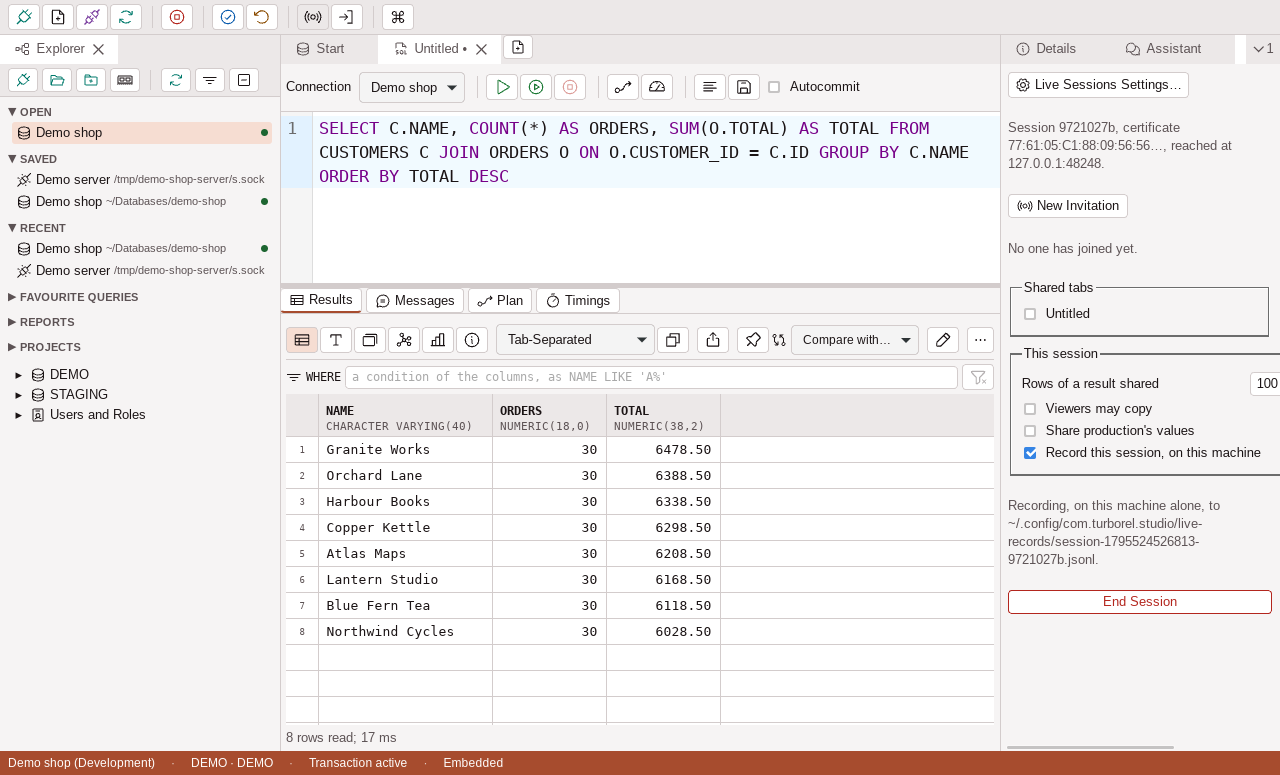 Explorer
Start
Untitled •
Details
Assistant
1
Connection
Demo shop
Autocommit
OPEN
Demo shop
SAVED
Demo server /tmp/demo-shop-server/s.sock
Demo shop ~/Databases/demo-shop
RECENT
Demo shop ~/Databases/demo-shop
Demo server /tmp/demo-shop-server/s.sock
FAVOURITE QUERIES
REPORTS
PROJECTS
DEMO
STAGING
Users and Roles
1
SELECT C.NAME, COUNT(*) AS ORDERS, SUM(O.TOTAL) AS TOTAL FROM
CUSTOMERS C JOIN ORDERS O ON O.CUSTOMER_ID = C.ID GROUP BY C.NAME
ORDER BY TOTAL DESC
Results
Messages
Plan
Timings
Tab-Separated
Compare with…
WHERE
a condition of the columns, as NAME LIKE 'A%'
NAME ORDERS TOTAL
CHARACTER VARYING(40) NUMERIC(18,0) NUMERIC(38,2)
1 Granite Works 30 6478.50
2 Orchard Lane 30 6388.50
3 Harbour Books 30 6338.50
4 Copper Kettle 30 6298.50
5 Atlas Maps 30 6208.50
6 Lantern Studio 30 6168.50
7 Blue Fern Tea 30 6118.50
8 Northwind Cycles 30 6028.50
8 rows read; 17 ms
Live Sessions Settings…
Session 9721027b, certificate
77:61:05:C1:88:09:56:56…, reached at
127.0.0.1:48248.
New Invitation
No one has joined yet.
Shared tabs
Untitled
This session
Rows of a result shared
100
Viewers may copy
Share production's values
Record this session, on this machine
Recording, on this machine alone, to
~/.config/com.turborel.studio/live-
records/session-1795524526813-
9721027b.jsonl.
End Session
Demo shop (Development) · DEMO · DEMO · Transaction active · Embedded